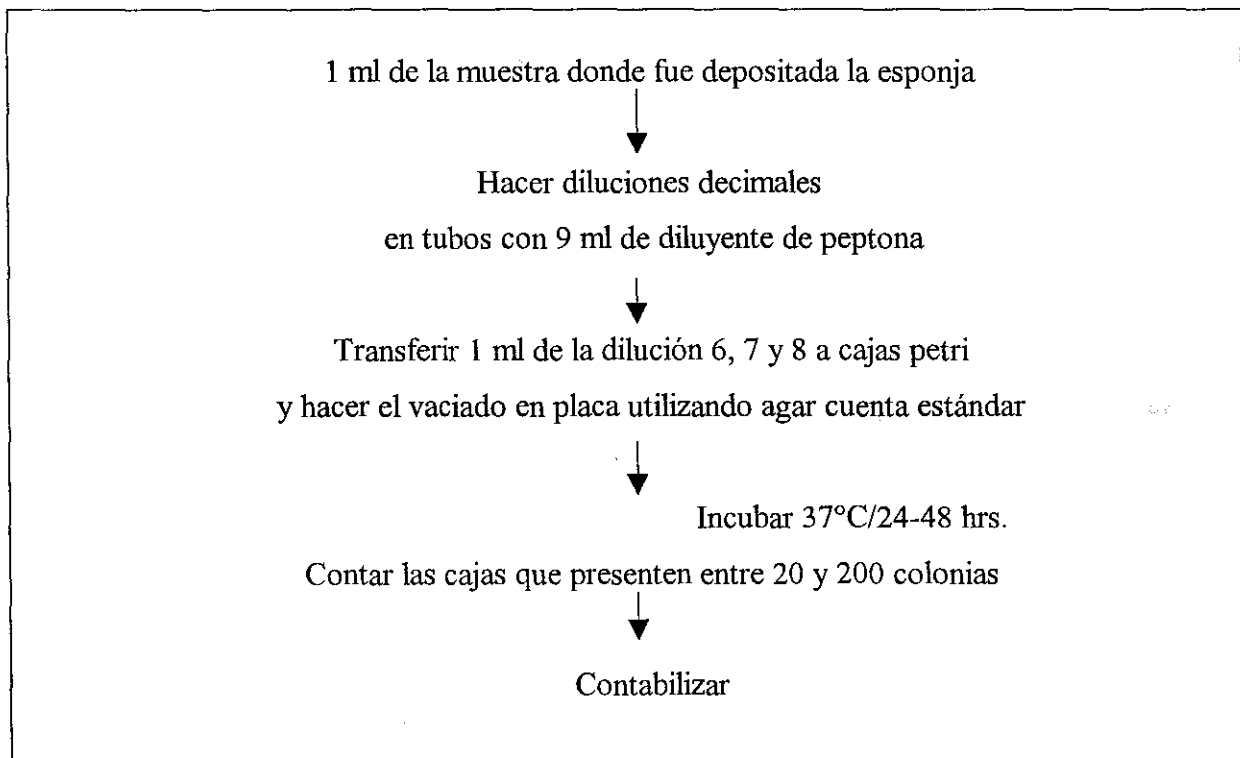 1 ml de la muestra donde fue depositada la esponja
Hacer diluciones decimales
en tubos con 9 ml de diluyente de peptona
Transferir 1 ml de la dilución 6, 7 y 8 a cajas petri
y hacer el vaciado en placa utilizando agar cuenta estándar
Incubar 37°C/24-48 hrs.
Contar las cajas que presenten entre 20 y 200 colonias
Contabilizar